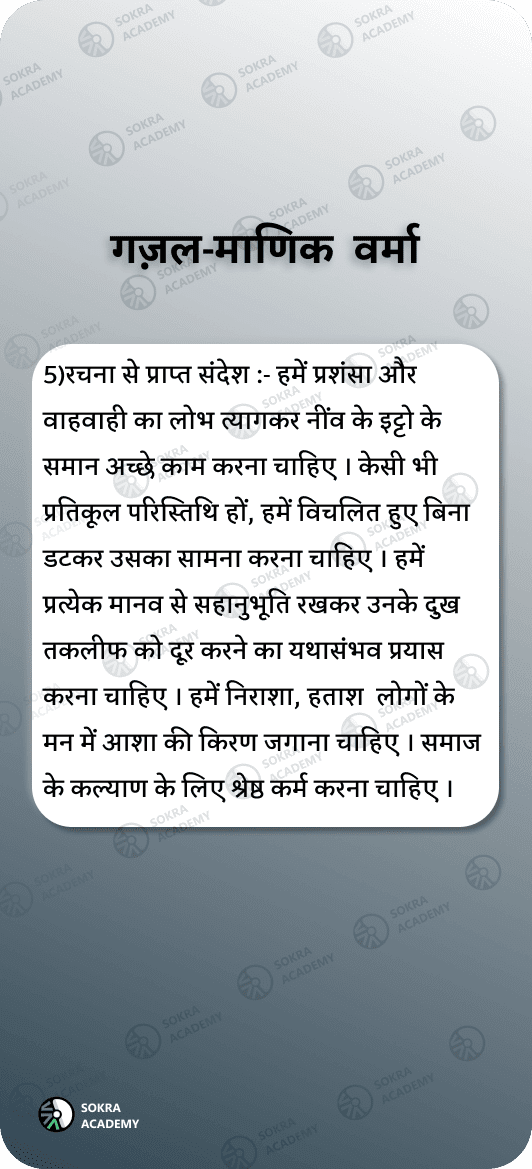 गज़ल-माणिक वर्मा
5)रचना से प्राप्त संदेश :- हमें प्रशंसा और
वाहवाही का लोभ त्यागकर नींव के इट्टो के
समान अच्छे काम करना चाहिए । केसी भी
प्रतिकूल परिस्तिथि हों, हमें विचलित हुए बिना
डटकर उसका सामना करना चाहिए । हमें
प्रत्येक मानव से सहानुभूति रखकर उनके दुख
तकलीफ को दूर करने का यथासंभव प्रयास
करना चाहिए । हमें निराशा, हताश लोगों के
मन में आशा की किरण जगाना चाहिए । समाज
के कल्याण के लिए श्रेष्ठ कर्म करना चाहिए ।
SOKRA
ACADEMY